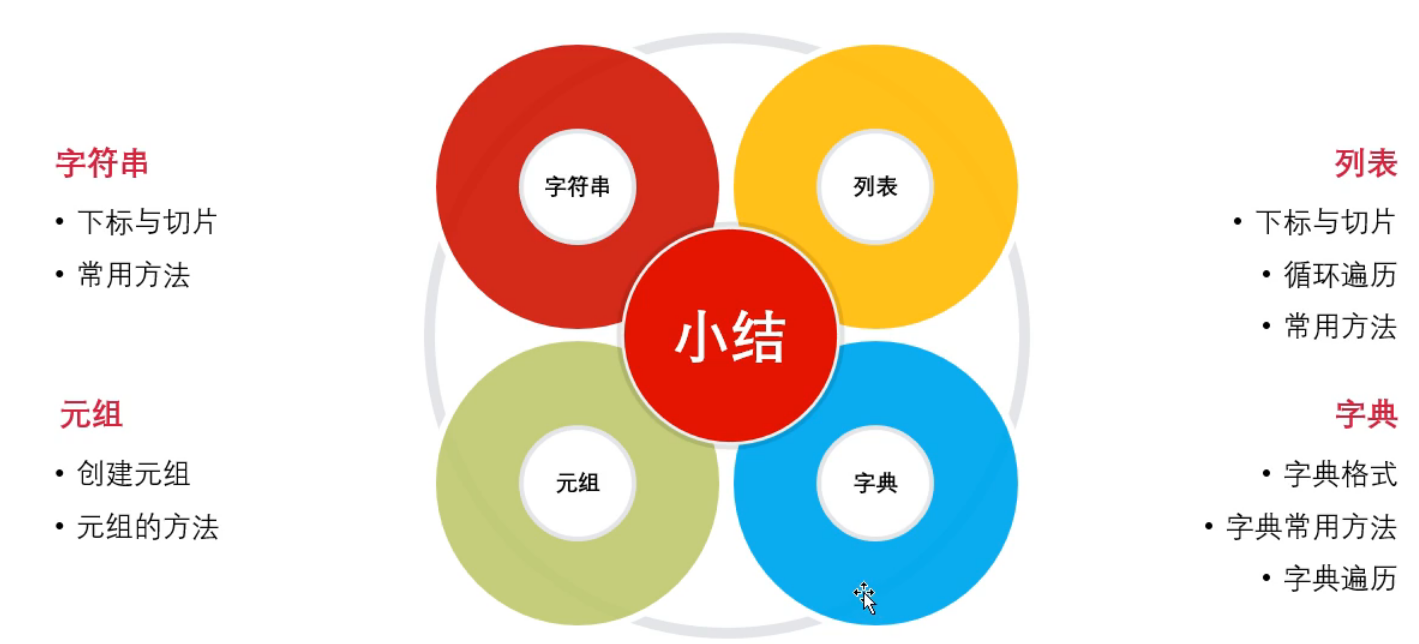 字符串
• 下标与切片
• 常用方法
元组
• 创建元组
• 元组的方法
字符串
列表
小结
元组
字典
列表
• 下标与切片
• 循环遍历
• 常用方法
字典
• 字典格式
• 字典常用方法
• 字典遍历